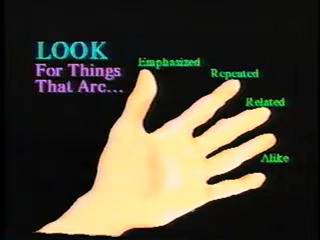 LOOK
For Things
That Are...
Emphasized
Repeated
Related
Alike